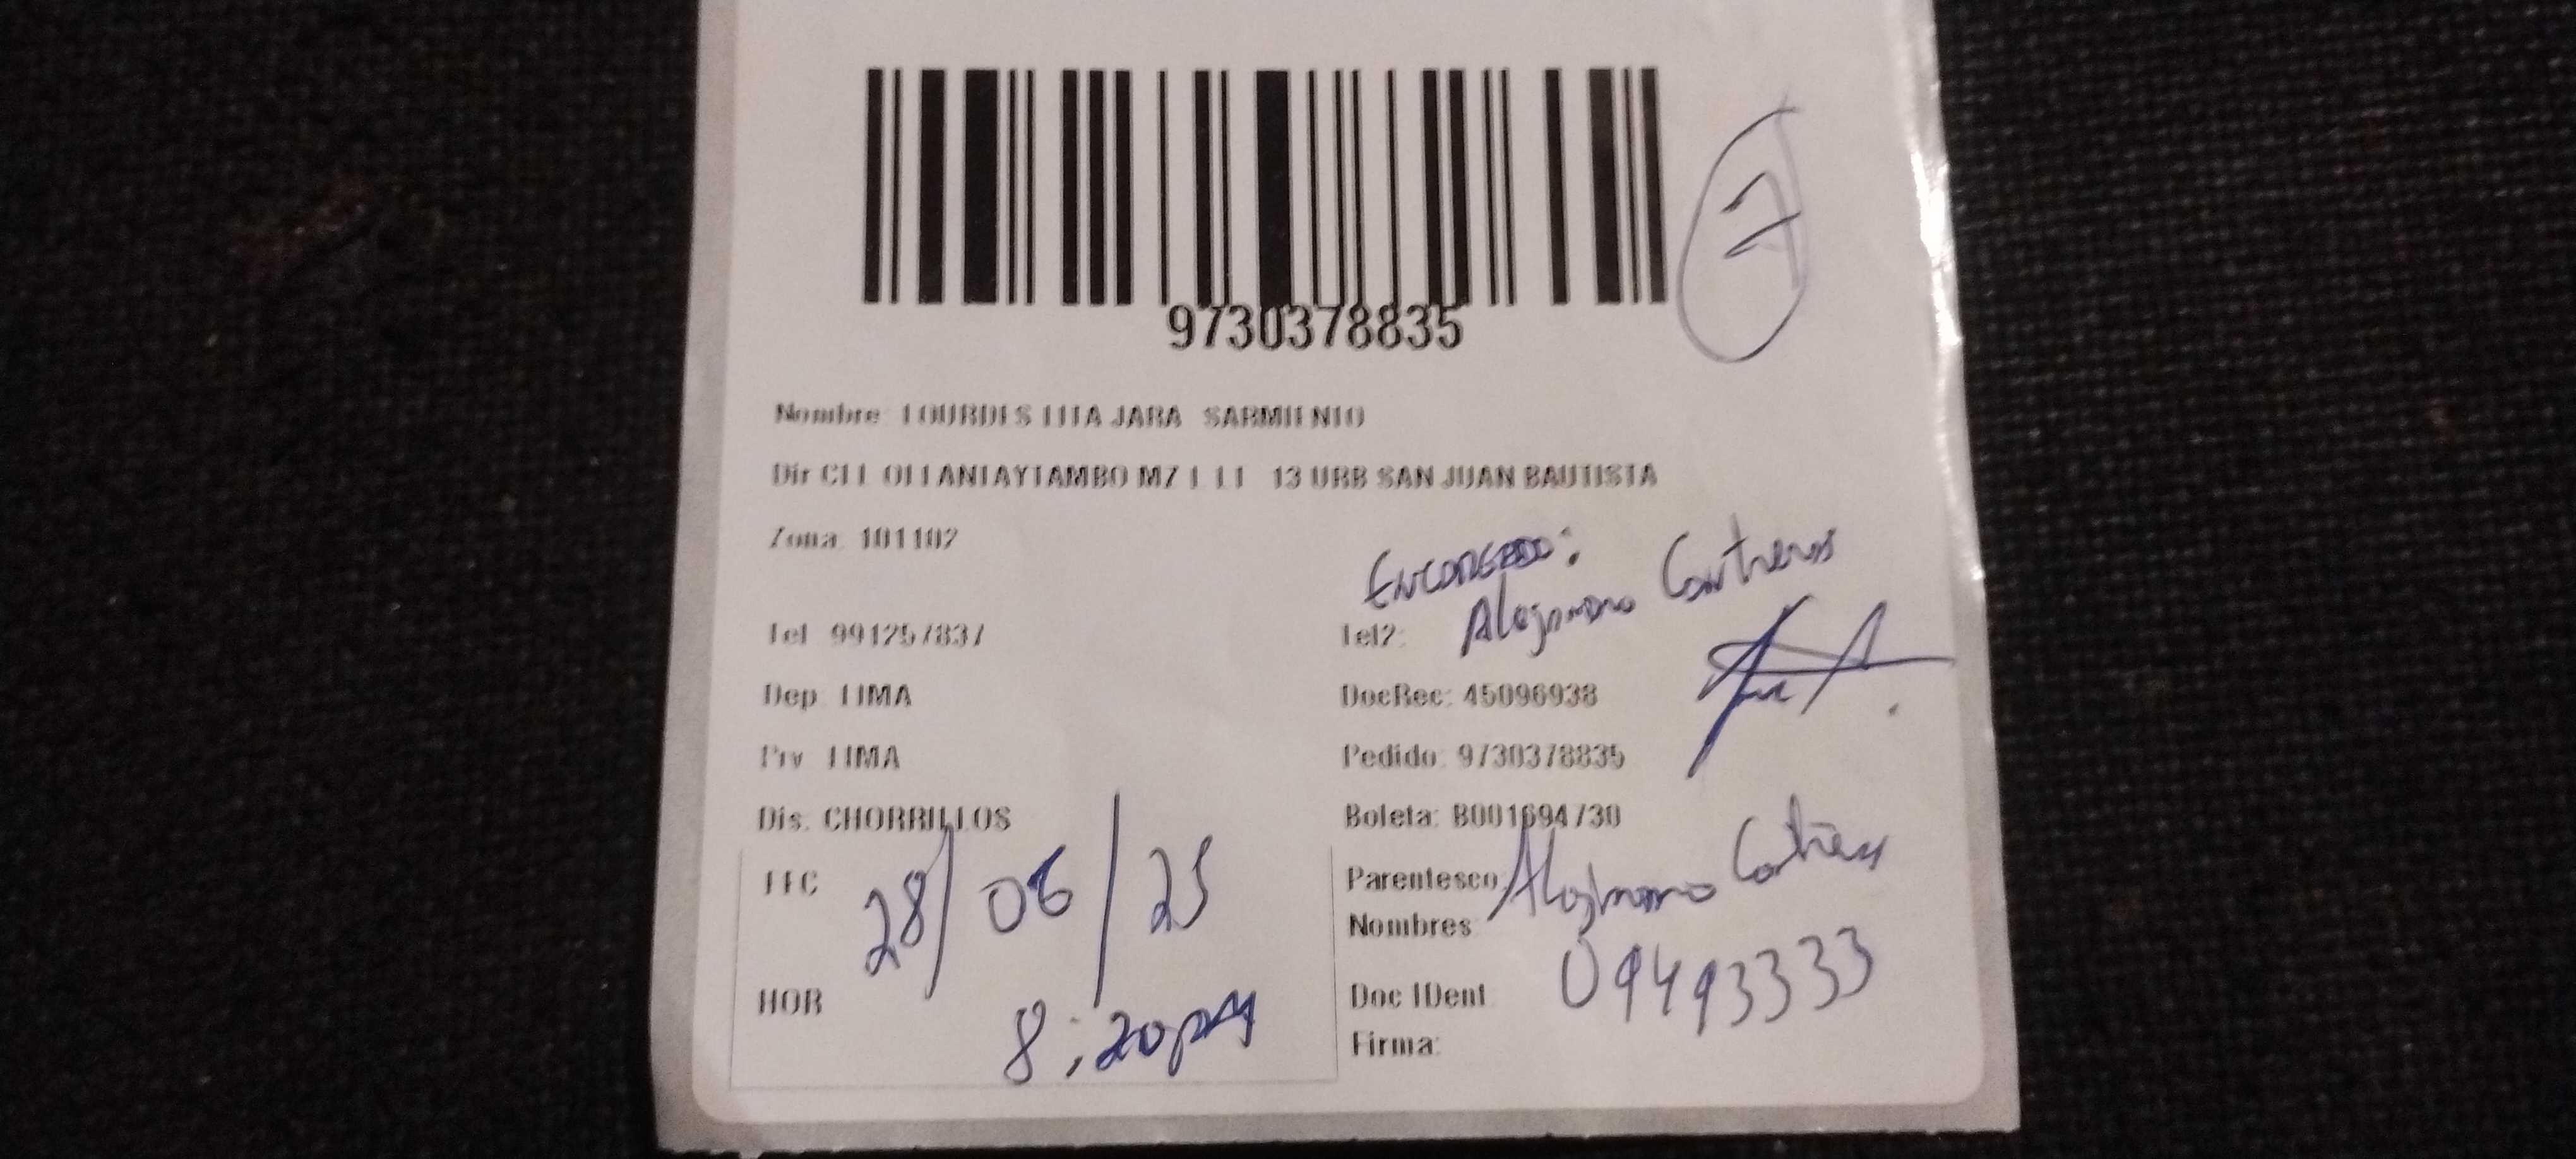 7
9730378835
Nombre: LOURDES LITA JARA SARMIENTO
Dir CLL OLLANTAYTAMBO MZ L LT 13 URB SAN JUAN BAUTISTA
Zona: 101102
Encargado:
Alejandro Contreras
Tel 991257837 Tel2:
Dep. LIMA DocRec: 45096938
Prv LIMA Pedido: 9730378835
Dis. CHORRILLOS Boleta: B001694730
FEC 28/06/25 Parentesco: Alejandro Contreras
Nombres
HOR 8:20pm Doc IDent 09493333
Firma: